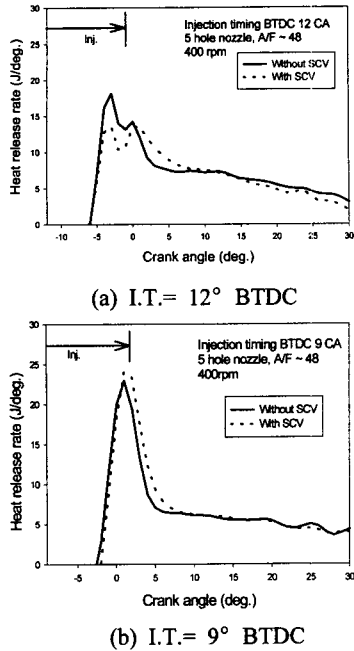 30
25
20
15
10
5
0
Heat release rate (J/deg.)
Inj.
Injection timing BTDC 12 CA
5 hole nozzle, A/F ~ 48
400 rpm
Without SCV
With SCV
-10 -5 0 5 10 15 20 25 30
Crank angle (deg.)
(a) I.T.= 12° BTDC
30
25
20
15
10
5
0
Heat release rate (J/deg.)
Inj.
Injection timing BTDC 9 CA
5 hole nozzle, A/F ~ 48
400rpm
Without SCV
With SCV
-5 0 5 10 15 20 25 30
Crank angle (deg.)
(b) I.T.= 9° BTDC